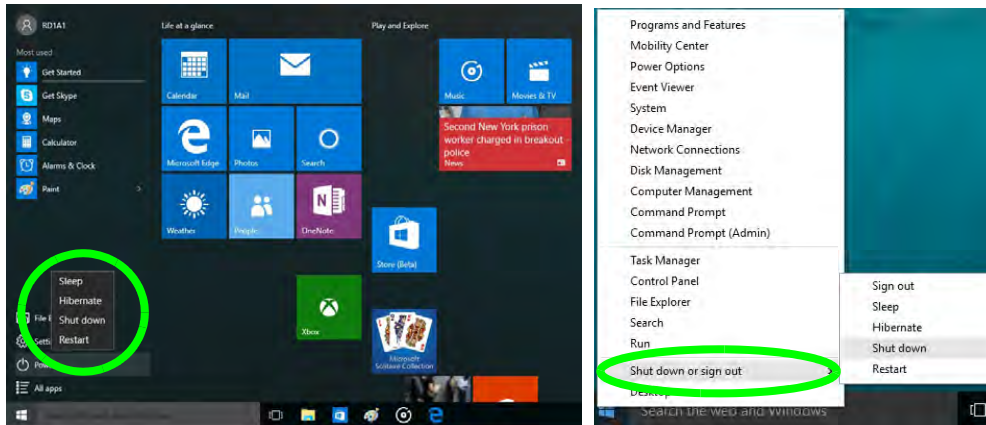 RD1A1
Life at a glance
Play and Explore
Most used
Get Started
Get Skype
Maps
Calculator
Alarms & Clock
Paint
Calendar
Mail
Music
Movies & TV
Microsoft Edge
Photos
Search
Second New York prison
worker charged in breakout -
police
News
Weather
People
OneNote
Store (Beta)
Xbox
Microsoft
Solitaire Collection
Sleep
Hibernate
Shut down
Restart
File
All apps
Programs and Features
Mobility Center
Power Options
Event Viewer
System
Device Manager
Network Connections
Disk Management
Computer Management
Command Prompt
Command Prompt (Admin)
Task Manager
Control Panel
File Explorer
Search
Run
Shut down or sign out
Desktop
Sign out
Sleep
Hibernate
Shut down
Restart
Search the web and Windows